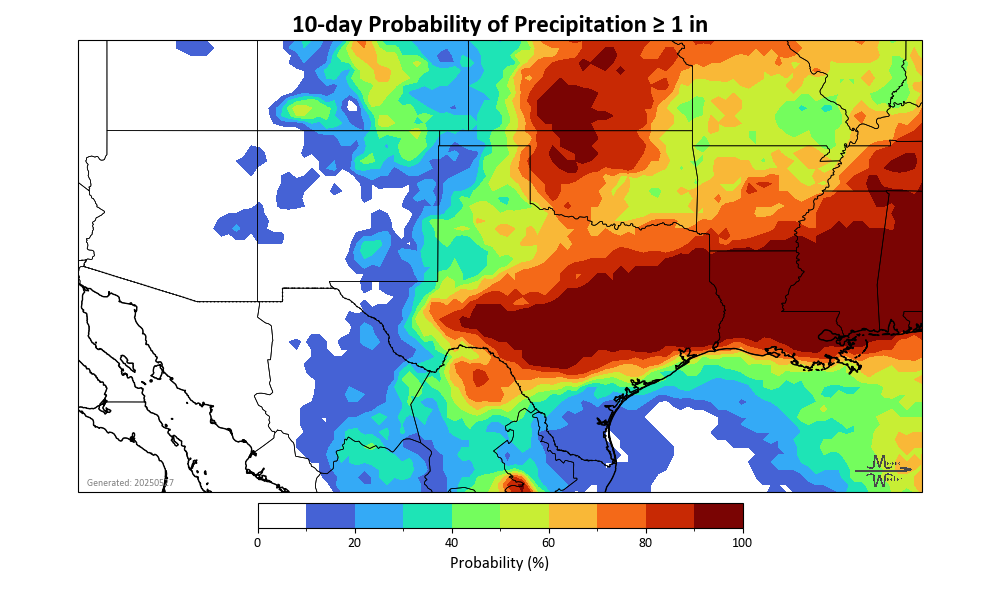 10-day Probability of Precipitation ≥ 1 in
Generated: 20250527
0 20 40 60 80 100
Probability (%)